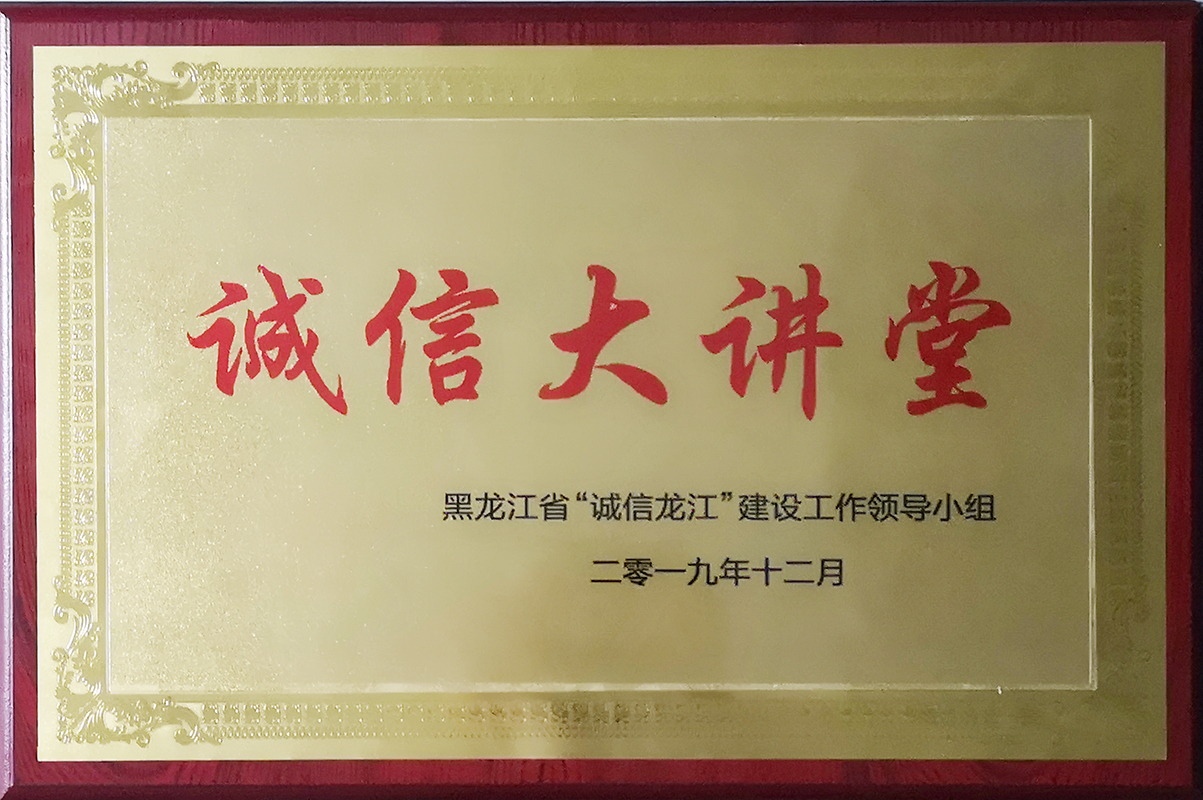 诚信大讲堂
黑龙江省“诚信龙江”建设工作领导小组
二零一九年十二月